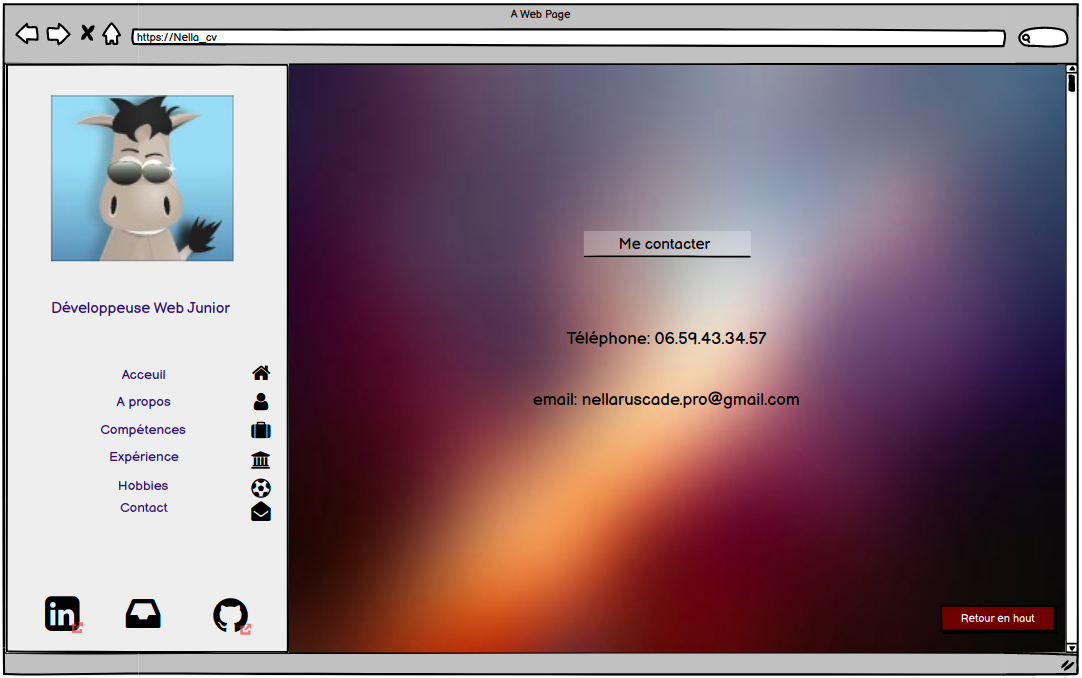 A Web Page
https://Nella_cv
Développeuse Web Junior
Acceuil
A propos
Compétences
Expérience
Hobbies
Contact
in
Me contacter
Téléphone: 06.59.43.34.57
email: nellaruscade.pro@gmail.com
Retour en haut